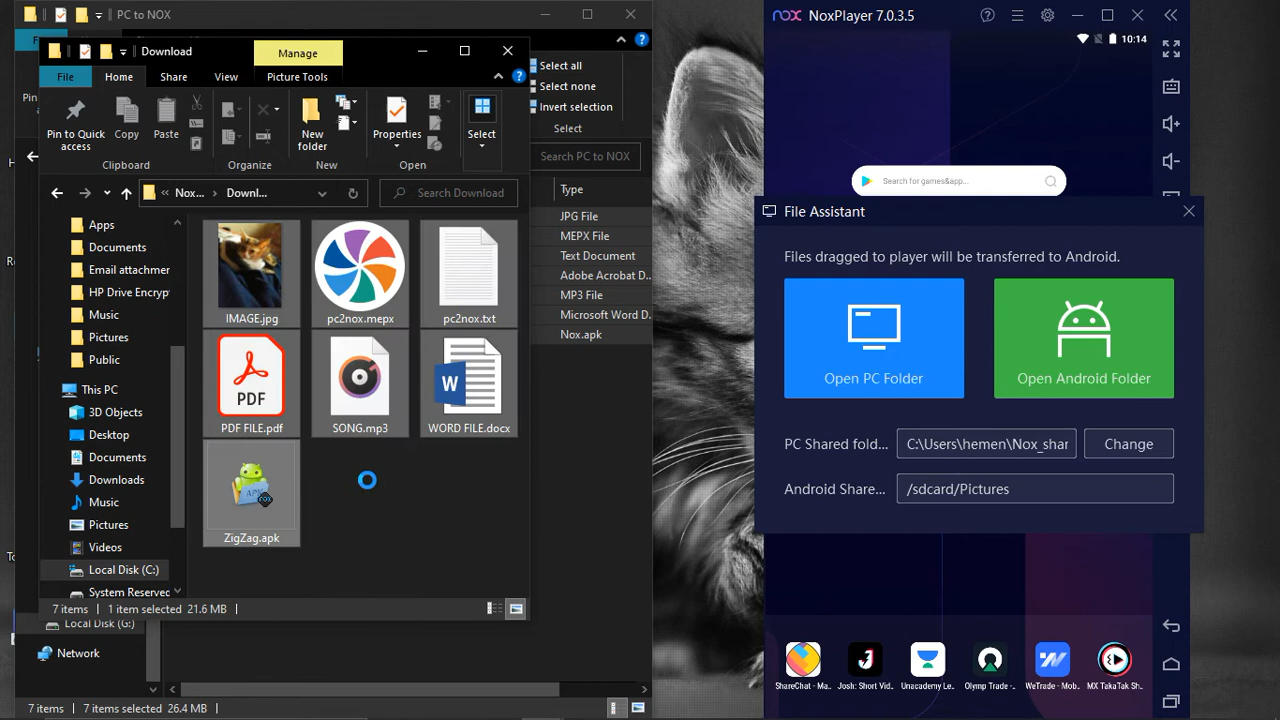 PC to NOX
Download
Manage
File
Home
Share
View
Picture Tools
Pin to Quick access
Copy
Paste
Clipboard
Organize
New folder
New
Properties
Open
Select
Select all
Select none
Invert selection
Select
Search PC to NOX
« Nox... > Downl...
Search Download
Type
JPG File
MEPX File
Text Document
Adobe Acrobat D...
MP3 File
Microsoft Word D...
Nox.apk
Apps
Documents
Email attachmer
HP Drive Encryp
Music
Pictures
Public
This PC
3D Objects
Desktop
Documents
Downloads
Music
Pictures
Videos
Local Disk (C:)
System Reserved
IMAGE.jpg
pc2nox.mepx
pc2nox.txt
PDF
PDF FILE.pdf
SONG.mp3
WORD FILE.docx
ZigZag.apk
7 items
1 item selected 21.6 MB
Local Disk (G:)
Network
7 items
7 items selected 26.4 MB
nox NoxPlayer 7.0.3.5
10:14
Search for games&app...
File Assistant
Files dragged to player will be transferred to Android.
Open PC Folder
Open Android Folder
PC Shared fold...
C:\Users\hemen\Nox_shar
Change
Android Share...
/sdcard/Pictures
ShareChat - Ma..
Josh: Short Vid..
Unacademy Le..
Olymp Trade -..
WeTrade - Mob..
MX TakaTak Sh..